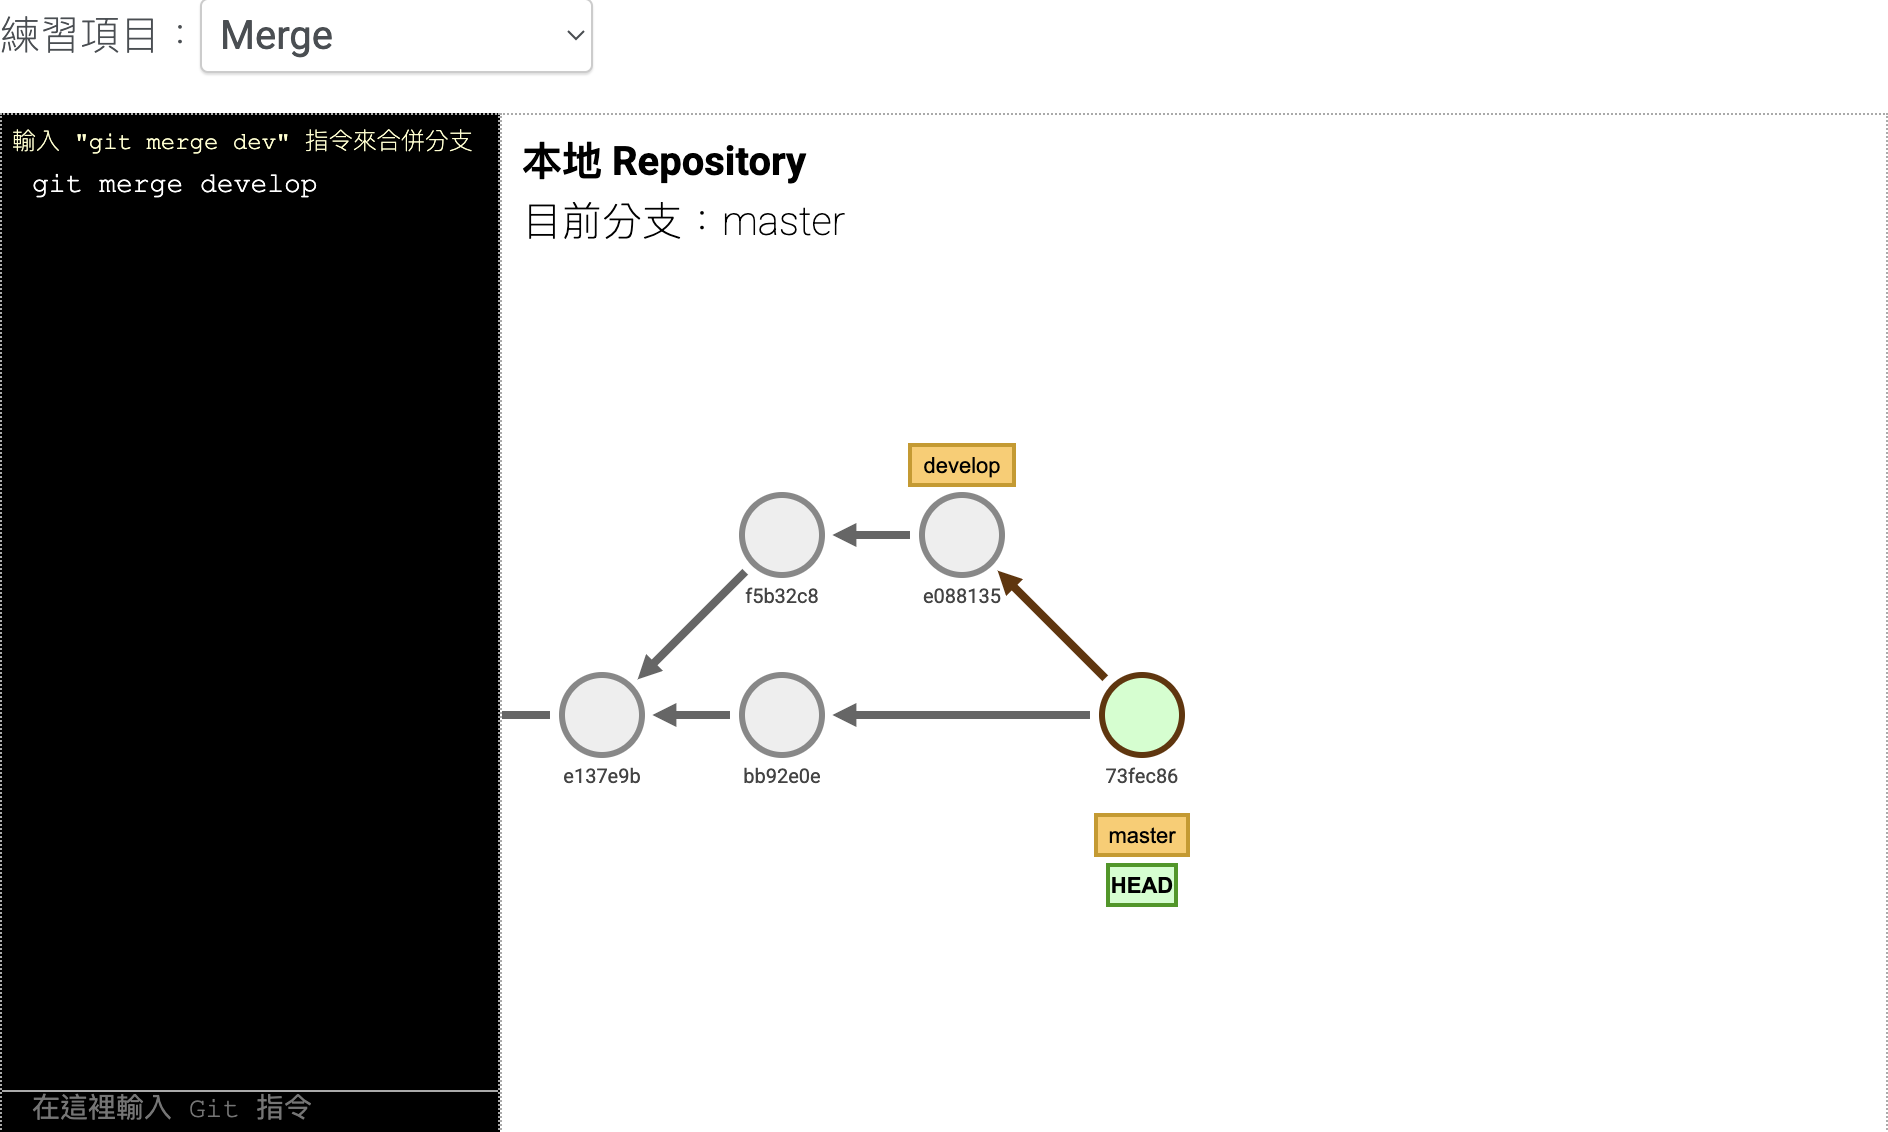 練習項目：Merge
輸入 "git merge dev" 指令來合併分支
git merge develop
本地 Repository
目前分支：master
develop
f5b32c8
e088135
e137e9b
bb92e0e
73fec86
master
HEAD
在這裡輸入 Git 指令